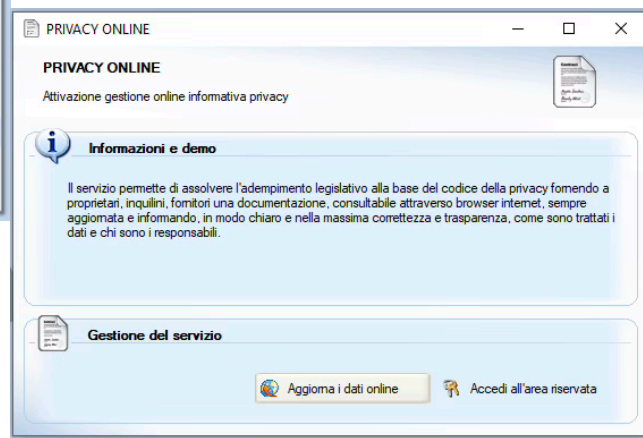 PRIVACY ONLINE
PRIVACY ONLINE
Attivazione gestione online informativa privacy
Informazioni e demo
Il servizio permette di assolvere l'adempimento legislativo alla base del codice della privacy fornendo a
proprietari, inquilini, fornitori una documentazione, consultabile attraverso browser internet, sempre
aggiornata e informando, in modo chiaro e nella massima correttezza e trasparenza, come sono trattati i
dati e chi sono i responsabili.
Gestione del servizio
Aggiorna i dati online
Accedi all'area riservata